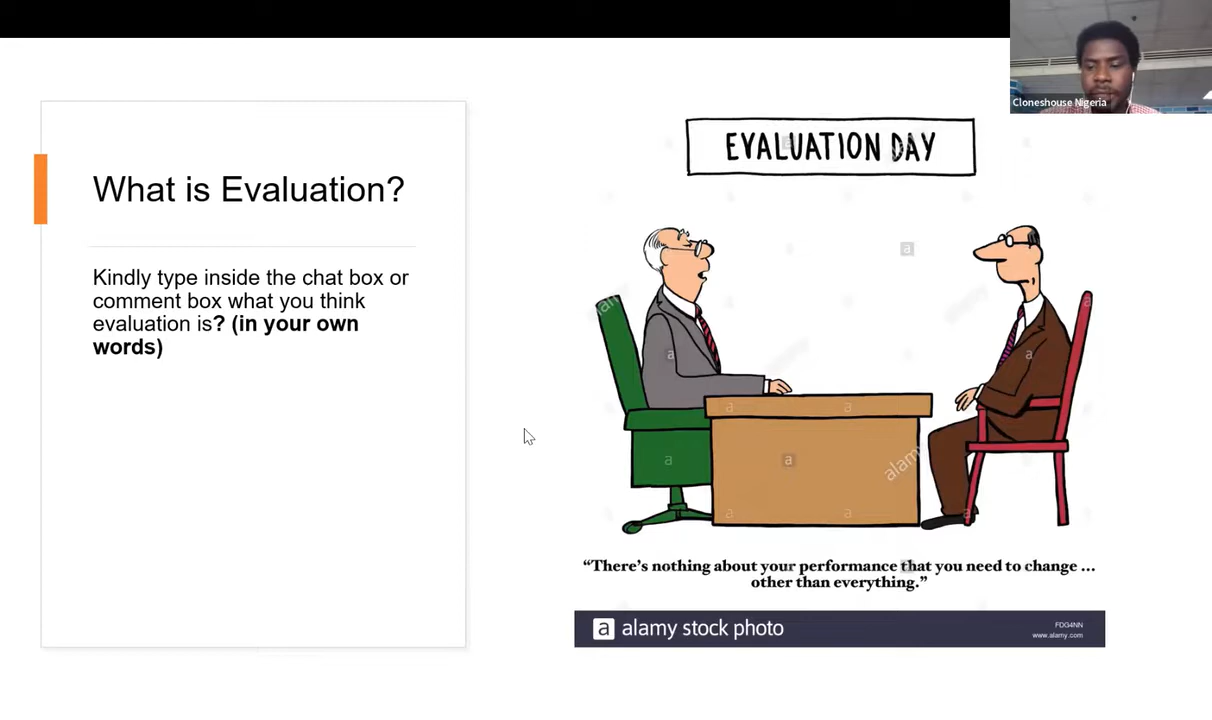 Cloneshouse Nigeria
What is Evaluation?
Kindly type inside the chat box or
comment box what you think
evaluation is? (in your own
words)
EVALUATION DAY
“There’s nothing about your performance that you need to change ...
other than everything.”
a alamy stock photo
FDG4NN
www.alamy.com
alamy
a